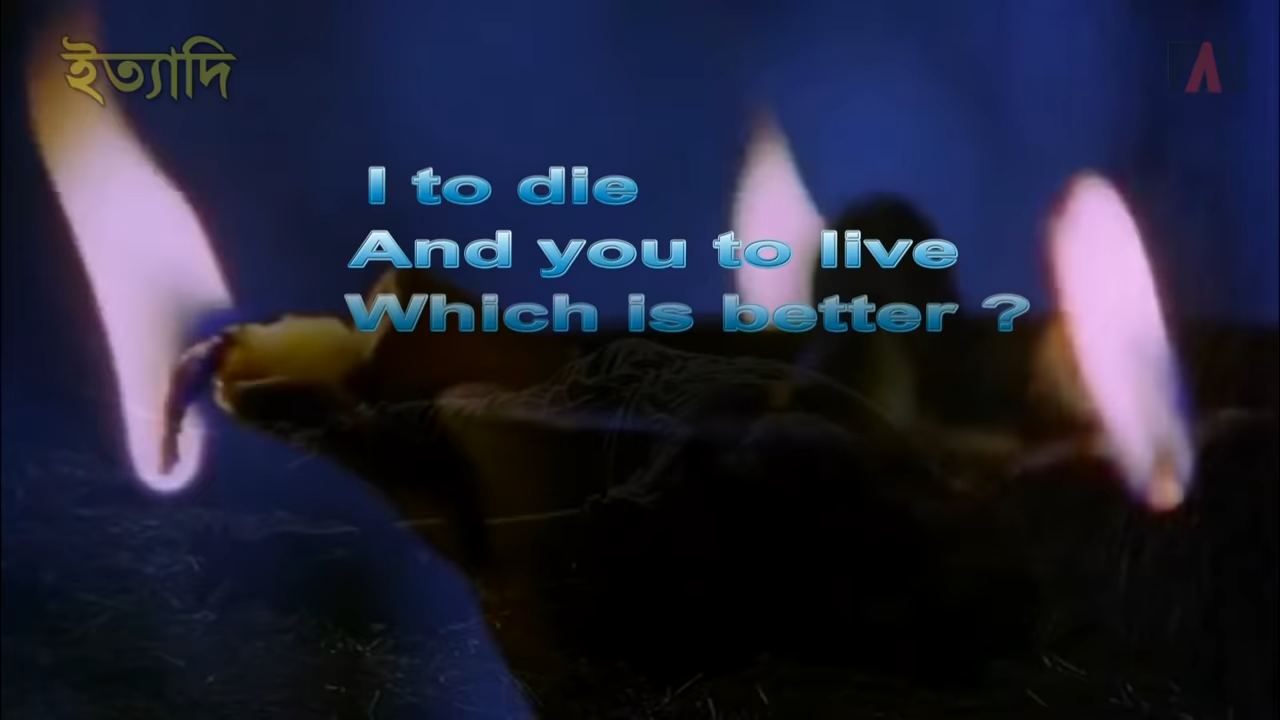 ইত্যাদি
I to die
And you to live
Which is better ?